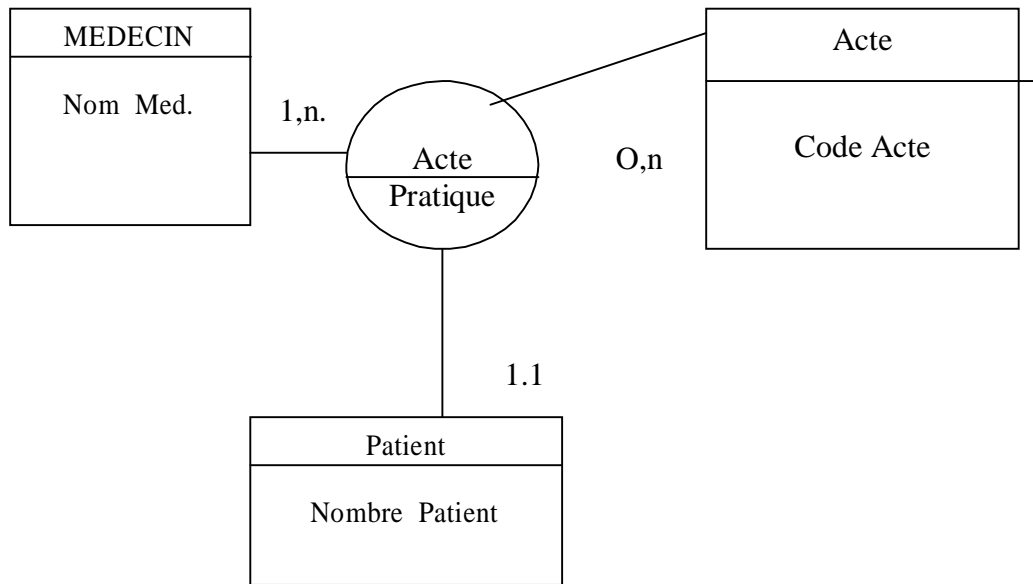 MEDECIN
Nom Med.
1,n.
Acte
Pratique
Acte
O,n
Code Acte
1.1
Patient
Nombre Patient